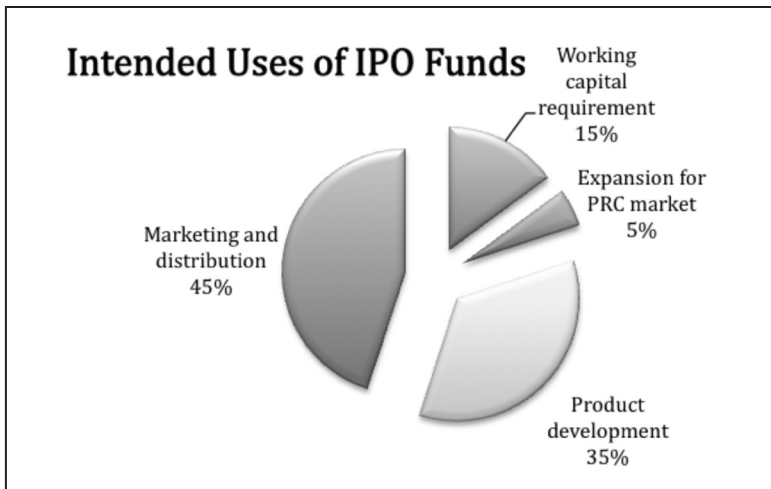 Intended Uses of IPO Funds
Working
capital
requirement
15%
Expansion for
PRC market
5%
Marketing and
distribution
45%
Product
development
35%